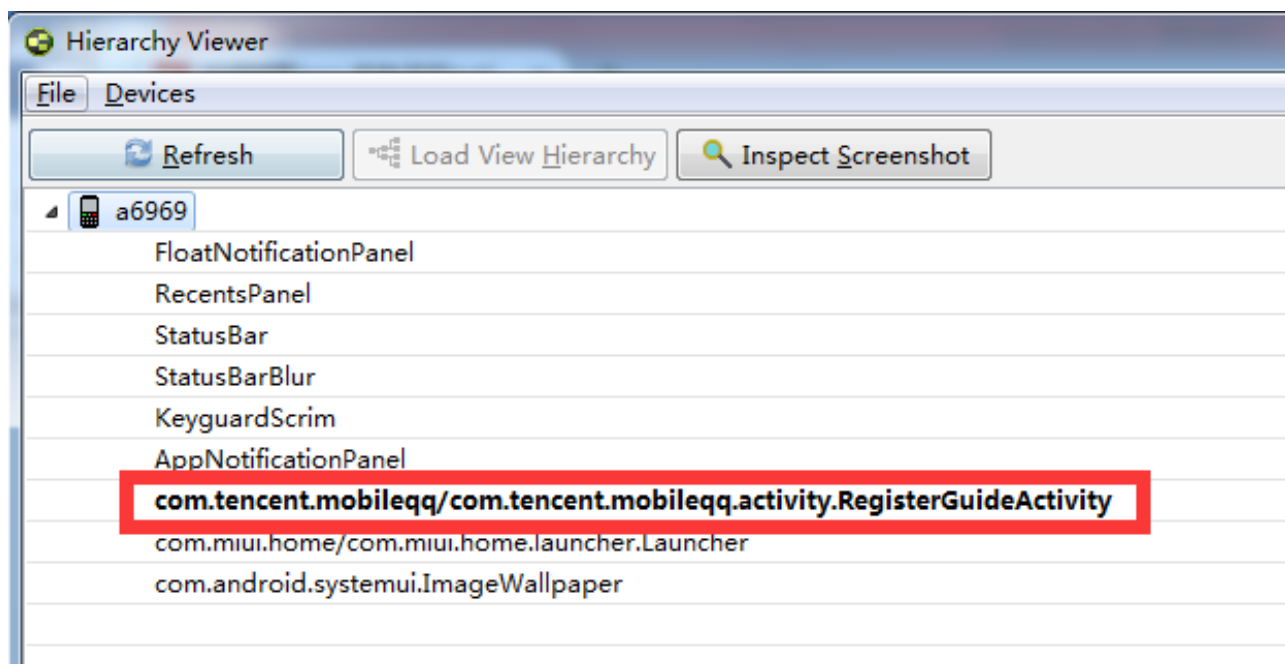 Hierarchy Viewer
File Devices
Refresh Load View Hierarchy Inspect Screenshot
a6969
FloatNotificationPanel
RecentsPanel
StatusBar
StatusBarBlur
KeyguardScrim
AppNotificationPanel
com.tencent.mobileqq/com.tencent.mobileqq.activity.RegisterGuideActivity
com.miui.home/com.miui.home.launcher.Launcher
com.android.systemui.ImageWallpaper